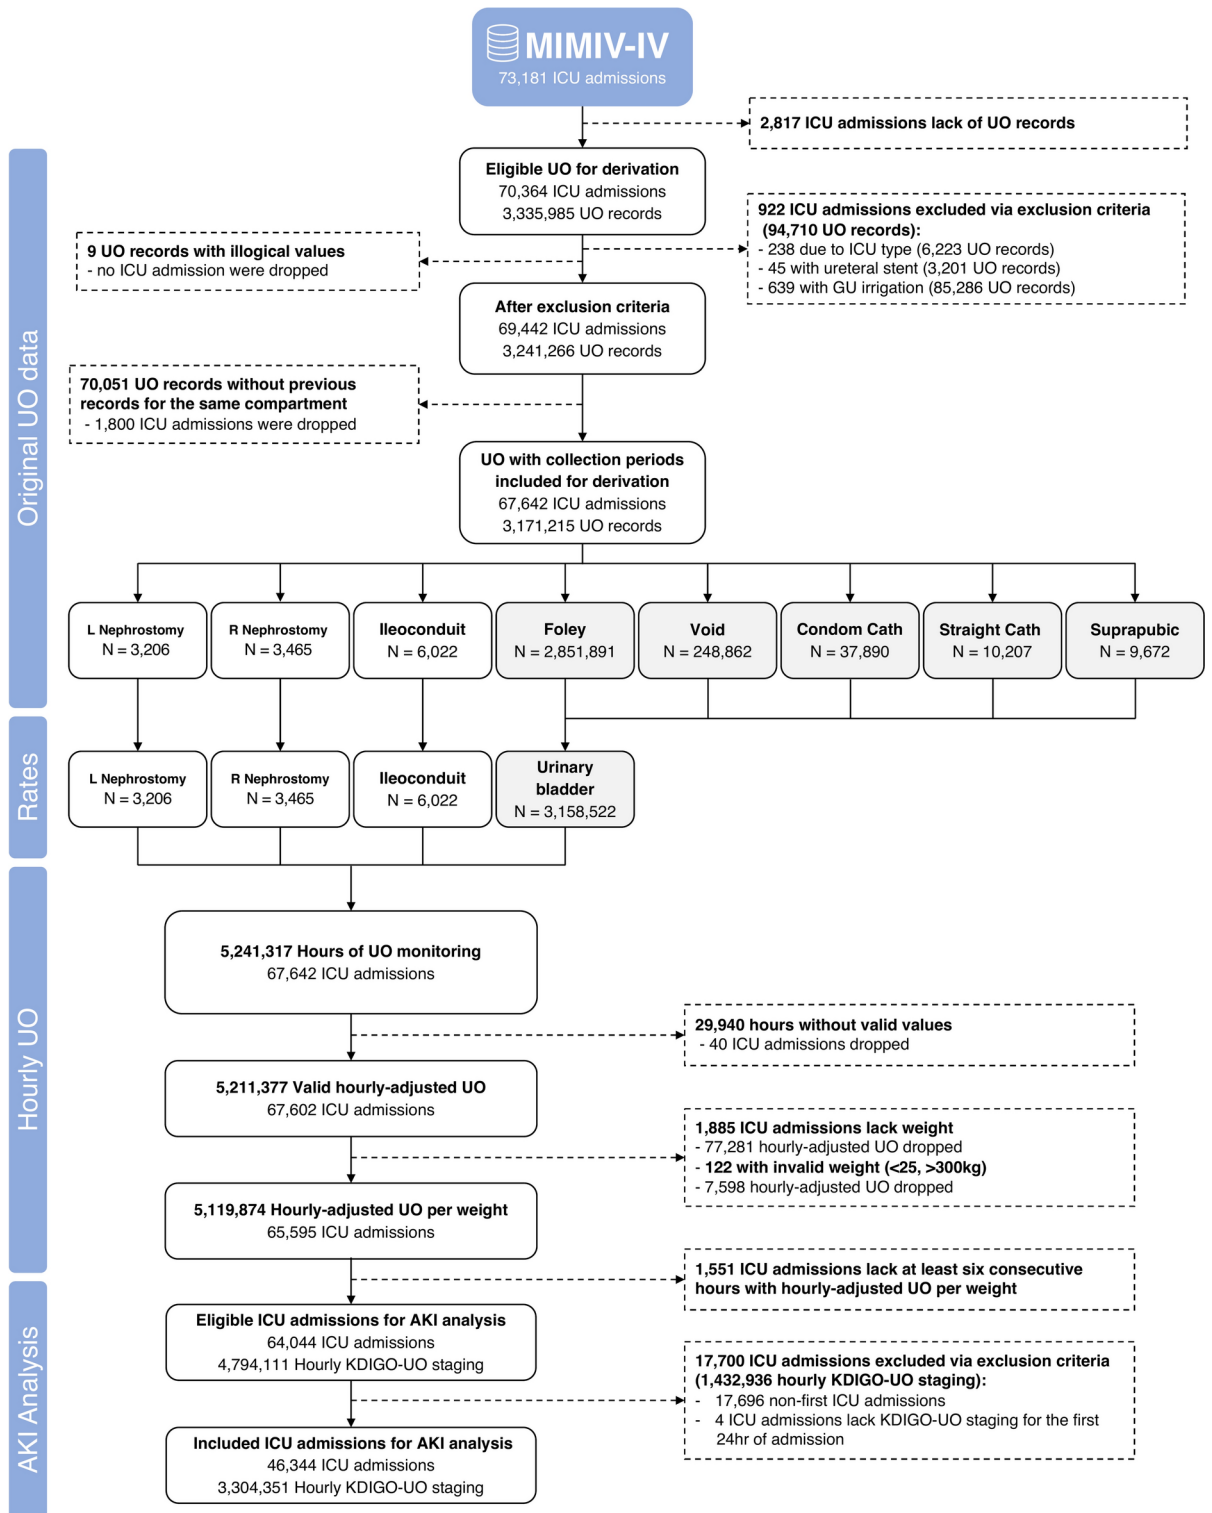 MIMIV-IV
73,181 ICU admissions
2,817 ICU admissions lack of UO records
Original UO data
Eligible UO for derivation
70,364 ICU admissions
3,335,985 UO records
922 ICU admissions excluded via exclusion criteria
(94,710 UO records):
- 238 due to ICU type (6,223 UO records)
- 45 with ureteral stent (3,201 UO records)
- 639 with GU irrigation (85,286 UO records)
9 UO records with illogical values
- no ICU admission were dropped
After exclusion criteria
69,442 ICU admissions
3,241,266 UO records
70,051 UO records without previous
records for the same compartment
- 1,800 ICU admissions were dropped
UO with collection periods
included for derivation
67,642 ICU admissions
3,171,215 UO records
L Nephrostomy
N = 3,206
R Nephrostomy
N = 3,465
Ileoconduit
N = 6,022
Foley
N = 2,851,891
Void
N = 248,862
Condom Cath
N = 37,890
Straight Cath
N = 10,207
Suprapubic
N = 9,672
Rates
L Nephrostomy
N = 3,206
R Nephrostomy
N = 3,465
Ileoconduit
N = 6,022
Urinary
bladder
N = 3,158,522
Hourly UO
5,241,317 Hours of UO monitoring
67,642 ICU admissions
29,940 hours without valid values
- 40 ICU admissions dropped
5,211,377 Valid hourly-adjusted UO
67,602 ICU admissions
1,885 ICU admissions lack weight
- 77,281 hourly-adjusted UO dropped
- 122 with invalid weight (<25, >300kg)
- 7,598 hourly-adjusted UO dropped
5,119,874 Hourly-adjusted UO per weight
65,595 ICU admissions
1,551 ICU admissions lack at least six consecutive
hours with hourly-adjusted UO per weight
AKI Analysis
Eligible ICU admissions for AKI analysis
64,044 ICU admissions
4,794,111 Hourly KDIGO-UO staging
17,700 ICU admissions excluded via exclusion criteria
(1,432,936 hourly KDIGO-UO staging):
- 17,696 non-first ICU admissions
- 4 ICU admissions lack KDIGO-UO staging for the first
24hr of admission
Included ICU admissions for AKI analysis
46,344 ICU admissions
3,304,351 Hourly KDIGO-UO staging